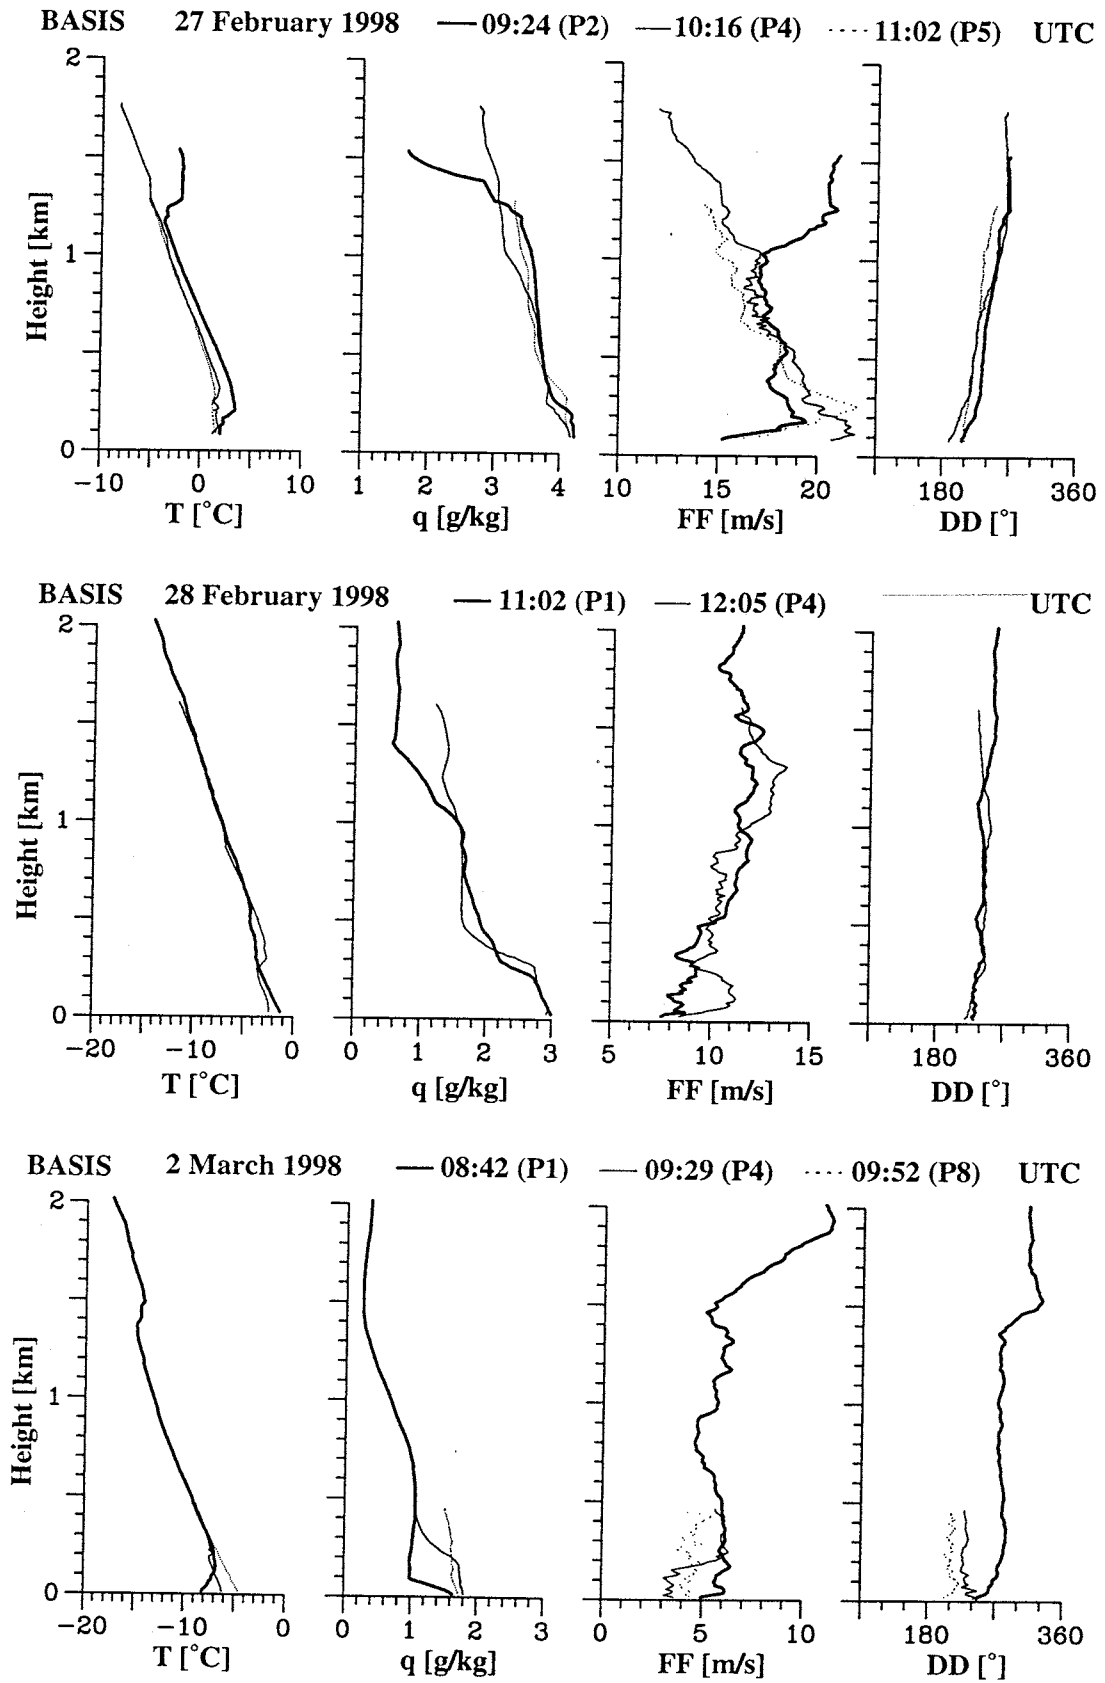 BASIS 27 February 1998 09:24 (P2) 10:16 (P4) 11:02 (P5) UTC
2
1
0
Height [km]
-10 0 10
T [°C]
1 2 3 4
q [g/kg]
10 15 20
FF [m/s]
180 360
DD [°]
BASIS 28 February 1998 11:02 (P1) 12:05 (P4) UTC
2
1
0
Height [km]
-20 -10 0
T [°C]
0 1 2 3
q [g/kg]
5 10 15
FF [m/s]
180 360
DD [°]
BASIS 2 March 1998 08:42 (P1) 09:29 (P4) 09:52 (P8) UTC
2
1
0
Height [km]
-20 -10 0
T [°C]
0 1 2 3
q [g/kg]
0 5 10
FF [m/s]
180 360
DD [°]